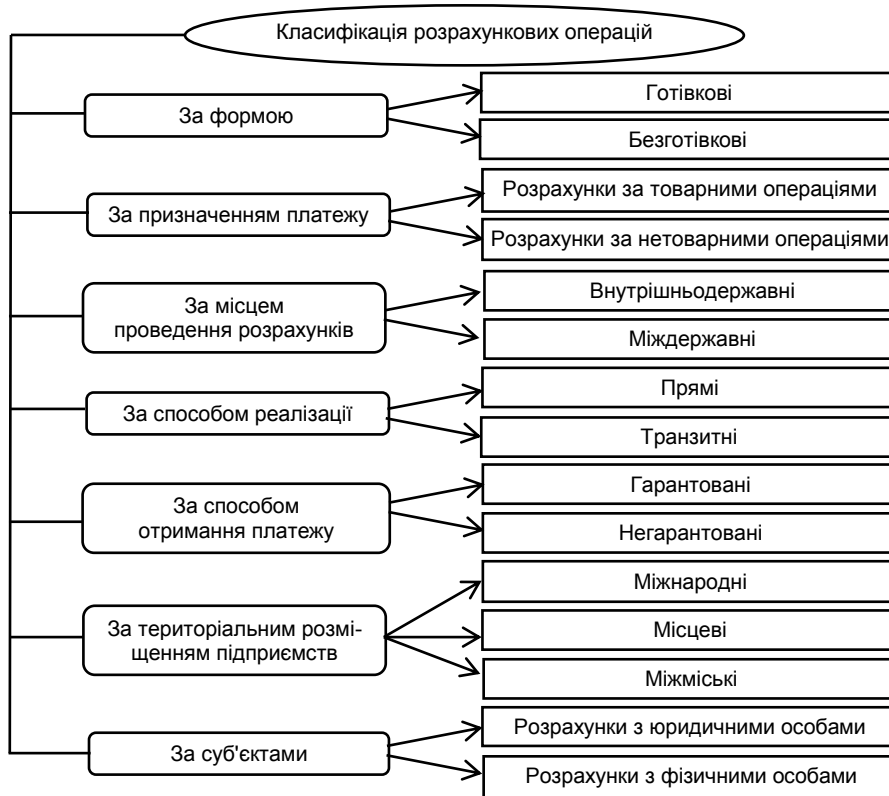 Класифікація розрахункових операцій
За формою
Готівкові
Безготівкові
За призначенням платежу
Розрахунки за товарними операціями
Розрахунки за нетоварними операціями
За місцем
проведення розрахунків
Внутрішньодержавні
Міждержавні
За способом реалізації
Прямі
Транзитні
За способом
отримання платежу
Гарантовані
Негарантовані
За територіальним розмі-
щенням підприємств
Міжнародні
Місцеві
Міжміські
За суб'єктами
Розрахунки з юридичними особами
Розрахунки з фізичними особами